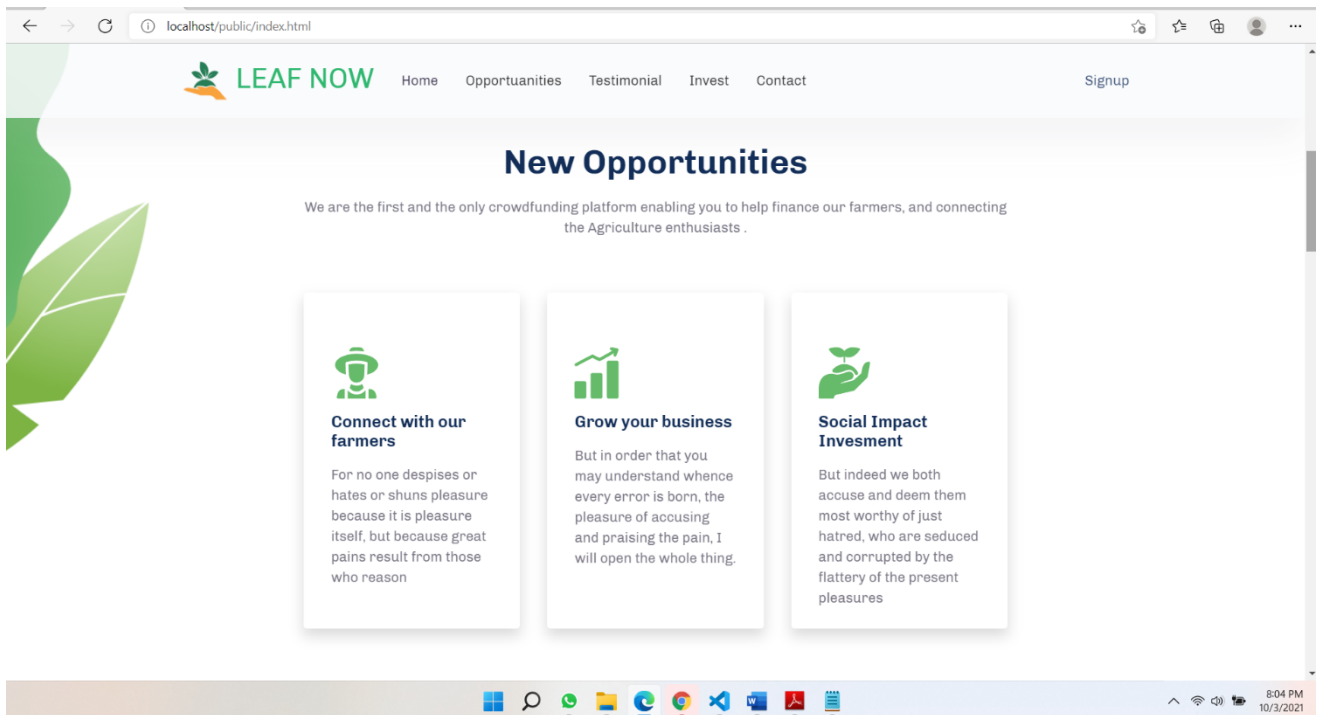 localhost/public/index.html
LEAF NOW
Home
Opportuanities
Testimonial
Invest
Contact
Signup
New Opportunities
We are the first and the only crowdfunding platform enabling you to help finance our farmers, and connecting
the Agriculture enthusiasts .
Connect with our
farmers
For no one despises or
hates or shuns pleasure
because it is pleasure
itself, but because great
pains result from those
who reason
Grow your business
But in order that you
may understand whence
every error is born, the
pleasure of accusing
and praising the pain, I
will open the whole thing.
Social Impact
Invesment
But indeed we both
accuse and deem them
most worthy of just
hatred, who are seduced
and corrupted by the
flattery of the present
pleasures
8:04 PM
10/3/2021